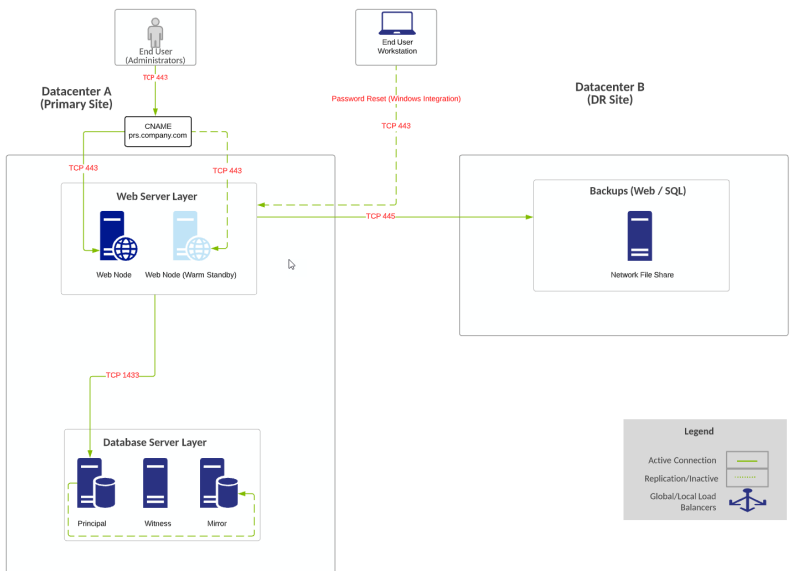 End User
(Administrators)
End User
Workstation
TCP 443
Datacenter A
(Primary Site)
Datacenter B
(DR Site)
Password Reset (Windows Integration)
TCP 443
CNAME
prs.company.com
TCP 443
TCP 443
Web Server Layer
Web Node
Web Node (Warm Standby)
TCP 445
Backups (Web / SQL)
Network File Share
TCP 1433
Database Server Layer
Principal
Witness
Mirror
Legend
Active Connection
Replication/Inactive
Global/Local Load
Balancers